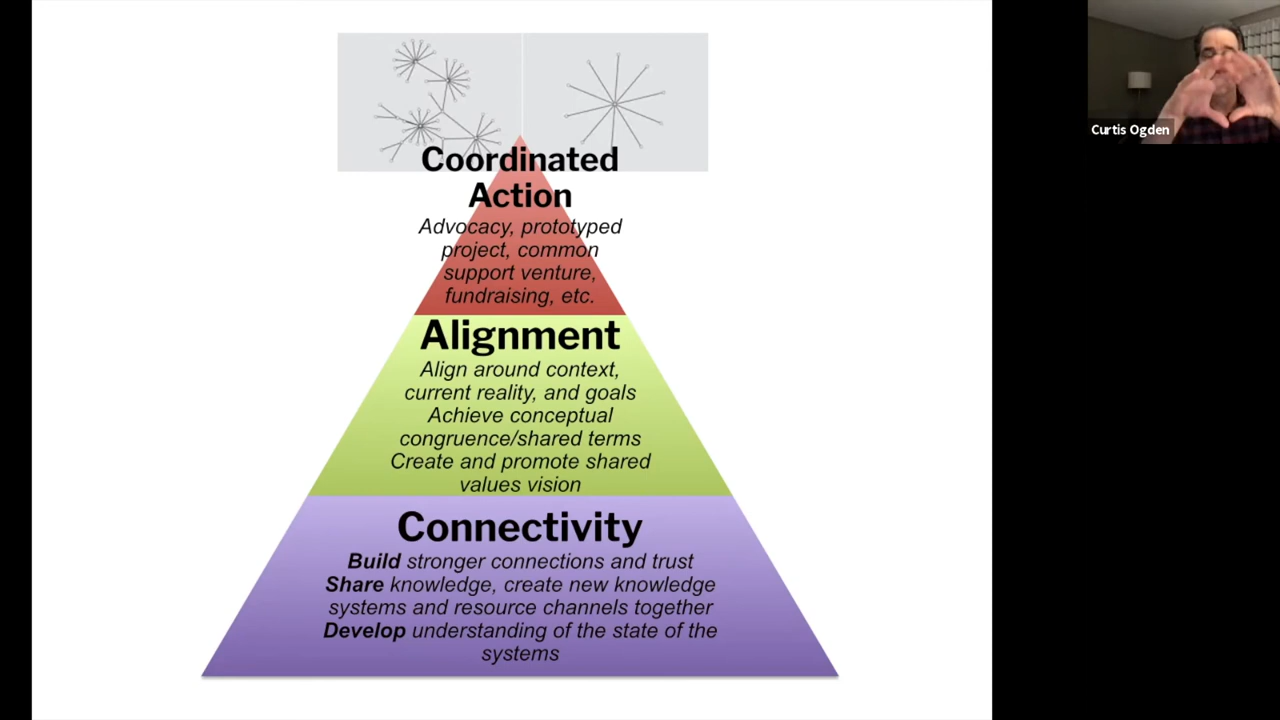 Coordinated
Action
Advocacy, prototyped
project, common
support venture,
fundraising, etc.
Alignment
Align around context,
current reality, and goals
Achieve conceptual
congruence/shared terms
Create and promote shared
values vision
Connectivity
Build stronger connections and trust
Share knowledge, create new knowledge
systems and resource channels together
Develop understanding of the state of the
systems
Curtis Ogden